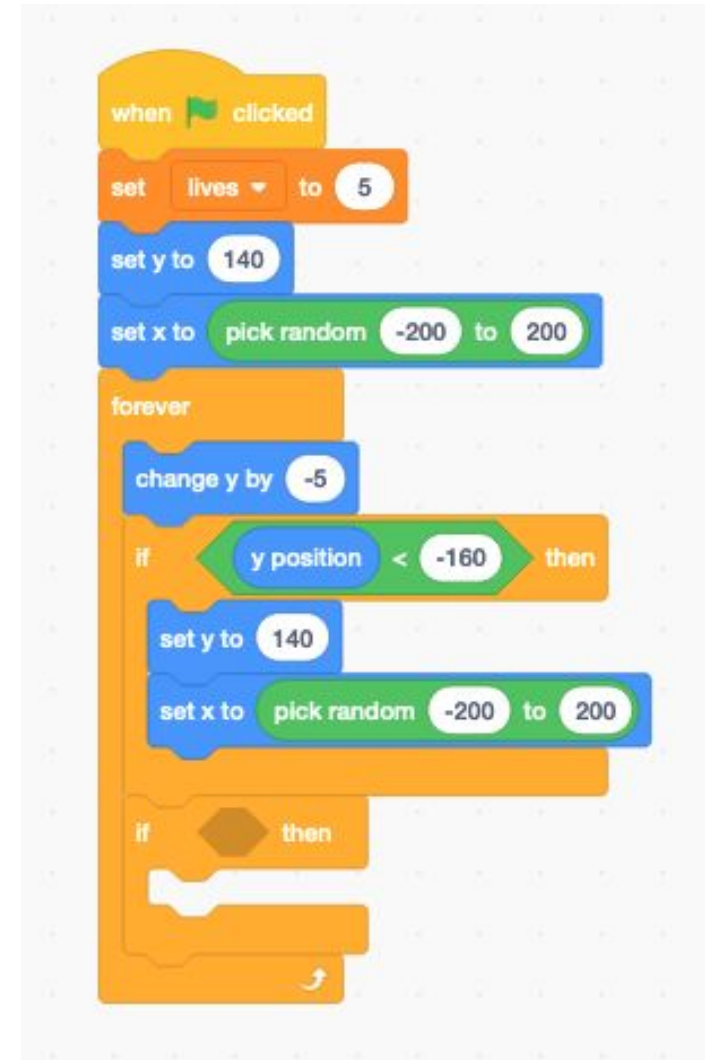 when clicked
set lives to 5
set y to 140
set x to pick random -200 to 200
forever
change y by -5
if y position < -160 then
set y to 140
set x to pick random -200 to 200
if then